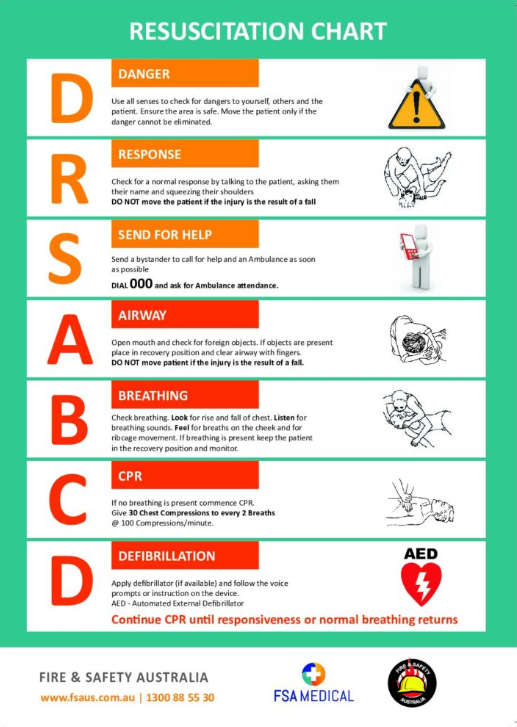 RESUSCITATION CHART
D
DANGER
Use all senses to check for dangers to yourself, others and the
patient. Ensure the area is safe. Move the patient only if the
danger cannot be eliminated.
R
RESPONSE
Check for a normal response by talking to the patient, asking them
their name and squeezing their shoulders
DO NOT move the patient if the injury is the result of a fall
S
SEND FOR HELP
Send a bystander to call for help and an Ambulance as soon
as possible
DIAL 000 and ask for Ambulance attendance.
A
AIRWAY
Open mouth and check for foreign objects. If objects are present
place in recovery position and clear airway with fingers.
DO NOT move patient if the injury is the result of a fall.
B
BREATHING
Check breathing. Look for rise and fall of chest. Listen for
breathing sounds. Feel for breaths on the cheek and for
ribcage movement. If breathing is present keep the patient
in the recovery position and monitor.
C
CPR
If no breathing is present commence CPR.
Give 30 Chest Compressions to every 2 Breaths
@ 100 Compressions/minute.
D
DEFIBRILLATION
Apply defibrillator (if available) and follow the voice
prompts or instruction on the device.
AED - Automated External Defibrillator
AED
Continue CPR until responsiveness or normal breathing returns
FIRE & SAFETY AUSTRALIA
www.fsaus.com.au | 1300 88 55 30
FSA MEDICAL
FIRE & SAFETY
AUSTRALIA